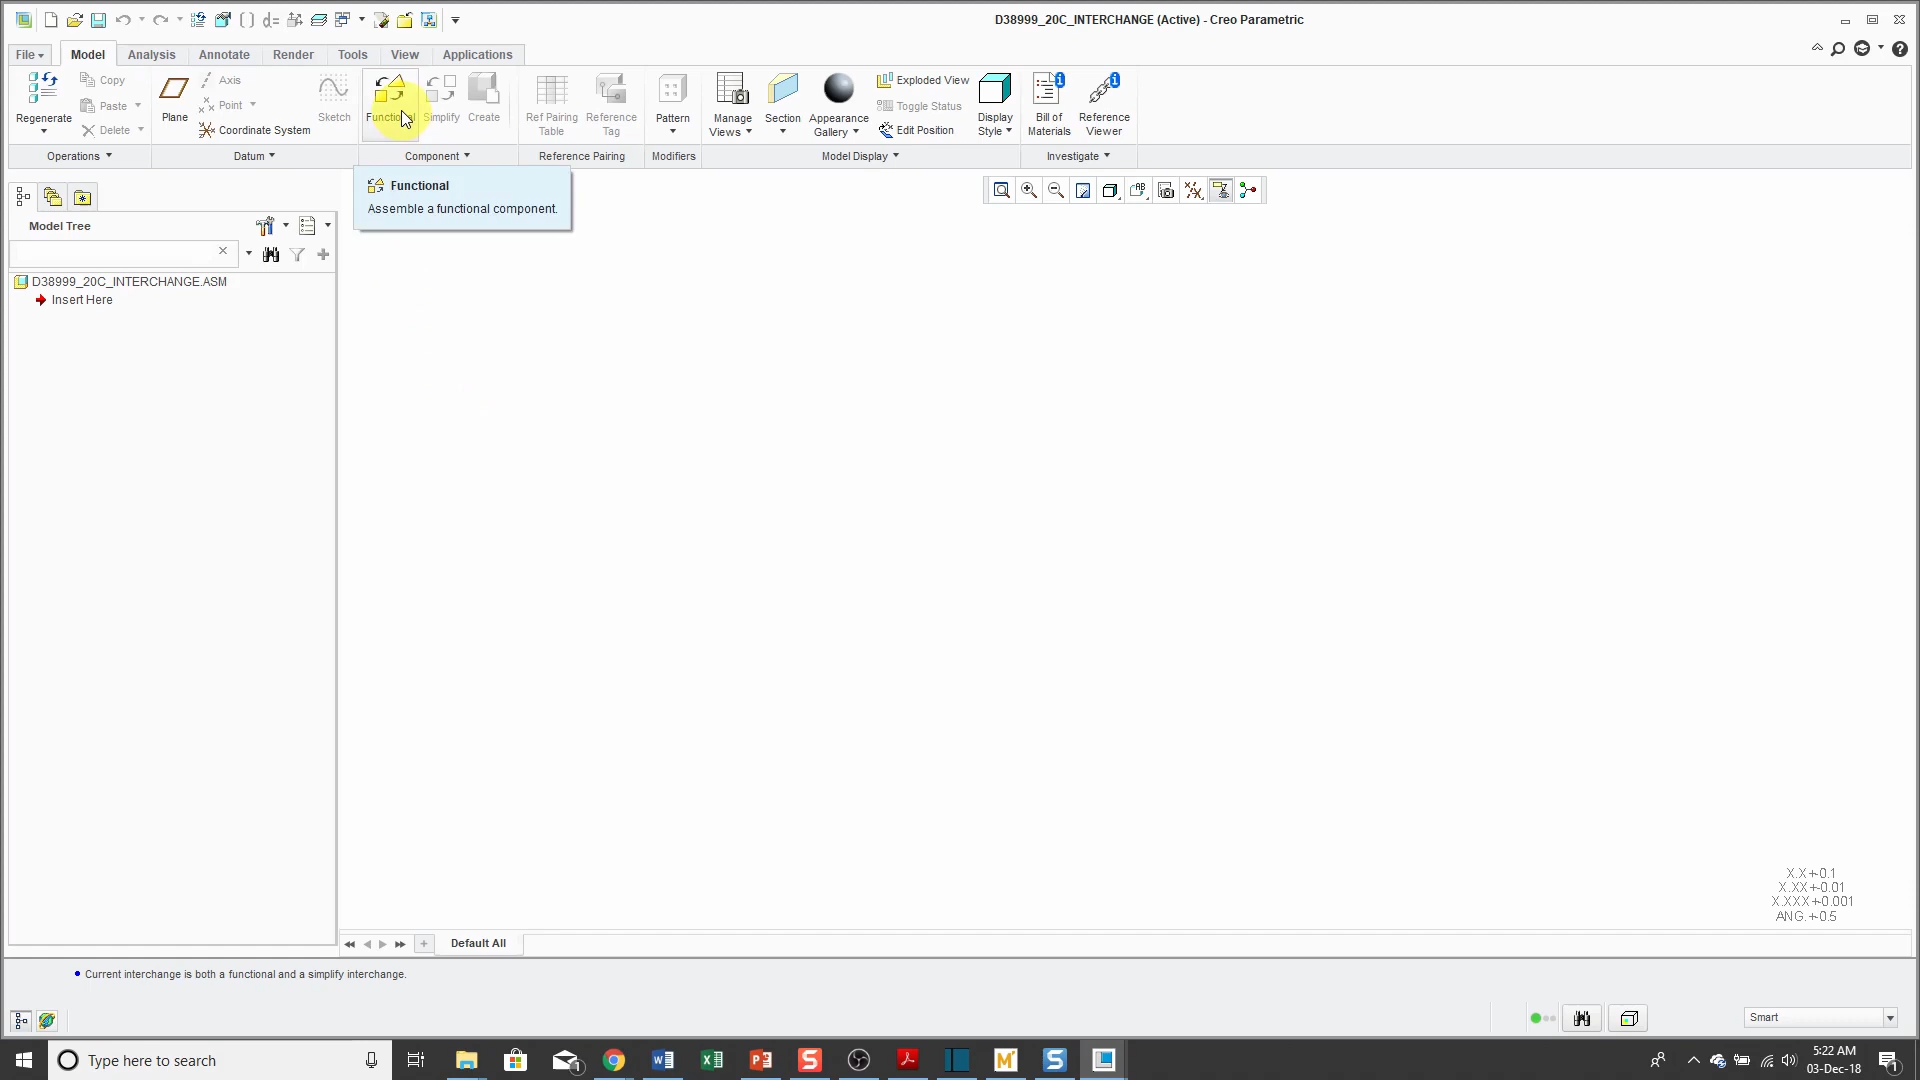 D38999_20C_INTERCHANGE (Active) - Creo Parametric
File Model Analysis Annotate Render Tools View Applications
Regenerate
Copy
Paste
Delete
Operations
Plane
Axis
Point
Coordinate System
Sketch
Datum
Functional
Simplify
Create
Component
Ref Pairing
Table
Reference
Tag
Reference Pairing
Pattern
Modifiers
Manage
Views
Section
Appearance
Gallery
Exploded View
Toggle Status
Edit Position
Display
Style
Model Display
Bill of
Materials
Reference
Viewer
Investigate
Functional
Assemble a functional component.
Model Tree
D38999_20C_INTERCHANGE.ASM
Insert Here
X.X+-0.1
X.XX+-0.01
X.XXX+-0.001
ANG.+-0.5
Default All
Current interchange is both a functional and a simplify interchange.
Smart
Type here to search
5:22 AM
03-Dec-18